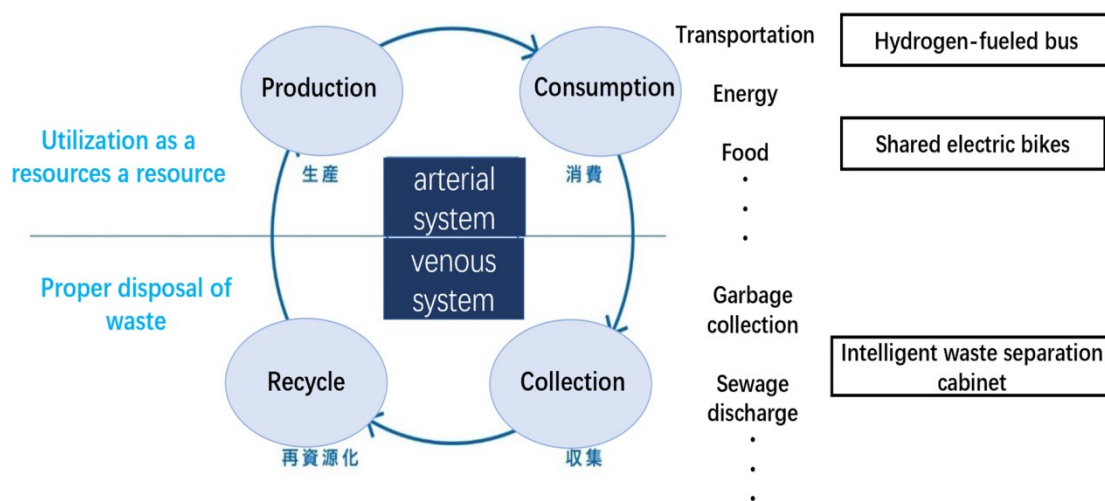 Production
生産
Consumption
消費
Utilization as a
resources a resource
arterial
system
venous
system
Proper disposal of
waste
Recycle
再資源化
Collection
収集
Transportation
Energy
Food
Garbage
collection
Sewage
discharge
Hydrogen-fueled bus
Shared electric bikes
Intelligent waste separation
cabinet